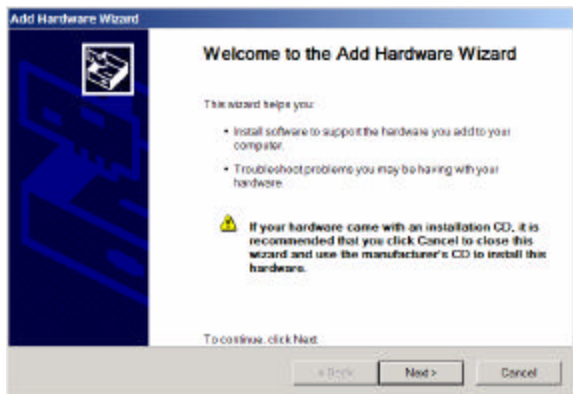 Add Hardware Wizard
Welcome to the Add Hardware Wizard
This wizard helps you:
• Install software to support the hardware you add to your
computer.
• Troubleshoot problems you may be having with your
hardware.
If your hardware came with an installation CD, it is
recommended that you click Cancel to close this
wizard and use the manufacturer's CD to install this
hardware.
To continue, click Next.
< Back
Next >
Cancel